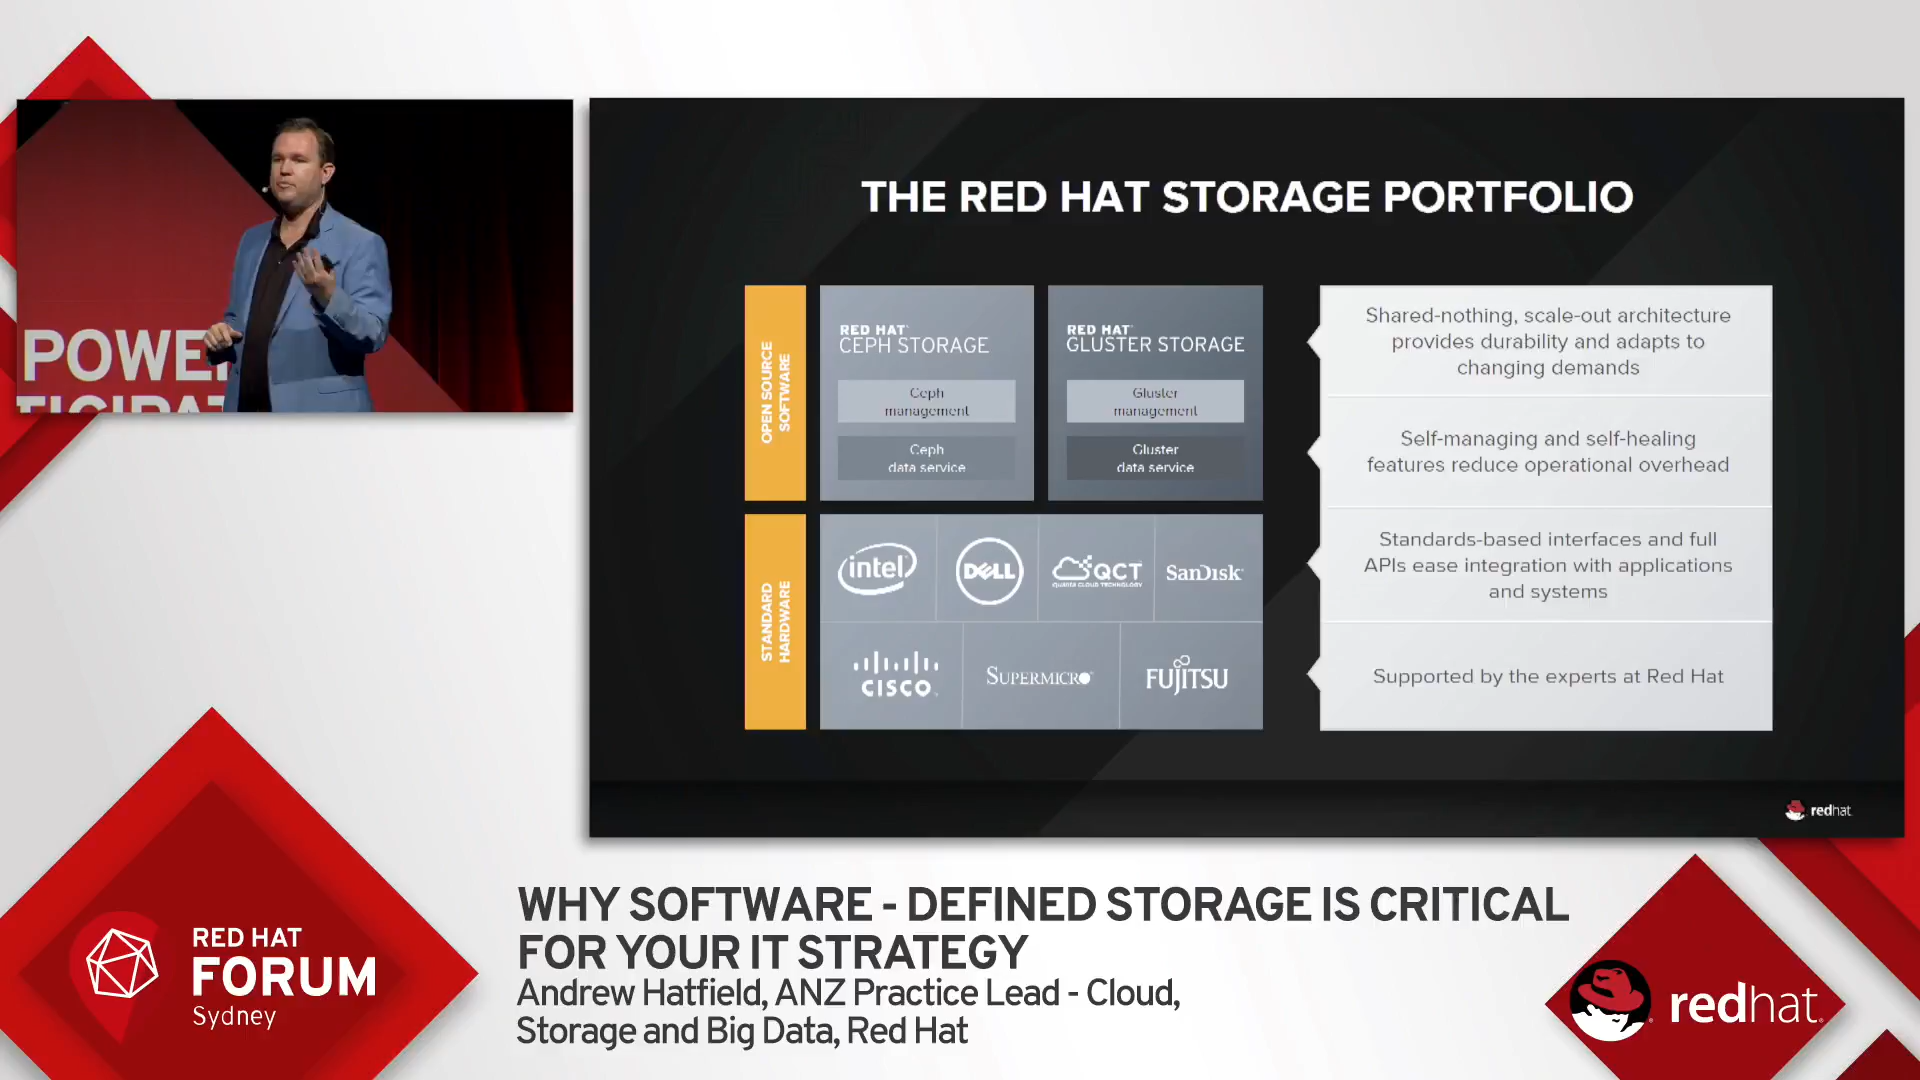 POWE
TICIPAT
THE RED HAT STORAGE PORTFOLIO
OPEN SOURCE
SOFTWARE
RED HAT
CEPH STORAGE
Ceph
management
Ceph
data service
RED HAT
GLUSTER STORAGE
Gluster
management
Gluster
data service
STANDARD
HARDWARE
intel
DELL
QCT
QUANTA CLOUD TECHNOLOGY
SanDisk
CISCO
SUPERMICRO
FUJITSU
Shared-nothing, scale-out architecture
provides durability and adapts to
changing demands
Self-managing and self-healing
features reduce operational overhead
Standards-based interfaces and full
APIs ease integration with applications
and systems
Supported by the experts at Red Hat
redhat
RED HAT
FORUM
Sydney
WHY SOFTWARE - DEFINED STORAGE IS CRITICAL
FOR YOUR IT STRATEGY
Andrew Hatfield, ANZ Practice Lead - Cloud,
Storage and Big Data, Red Hat
redhat